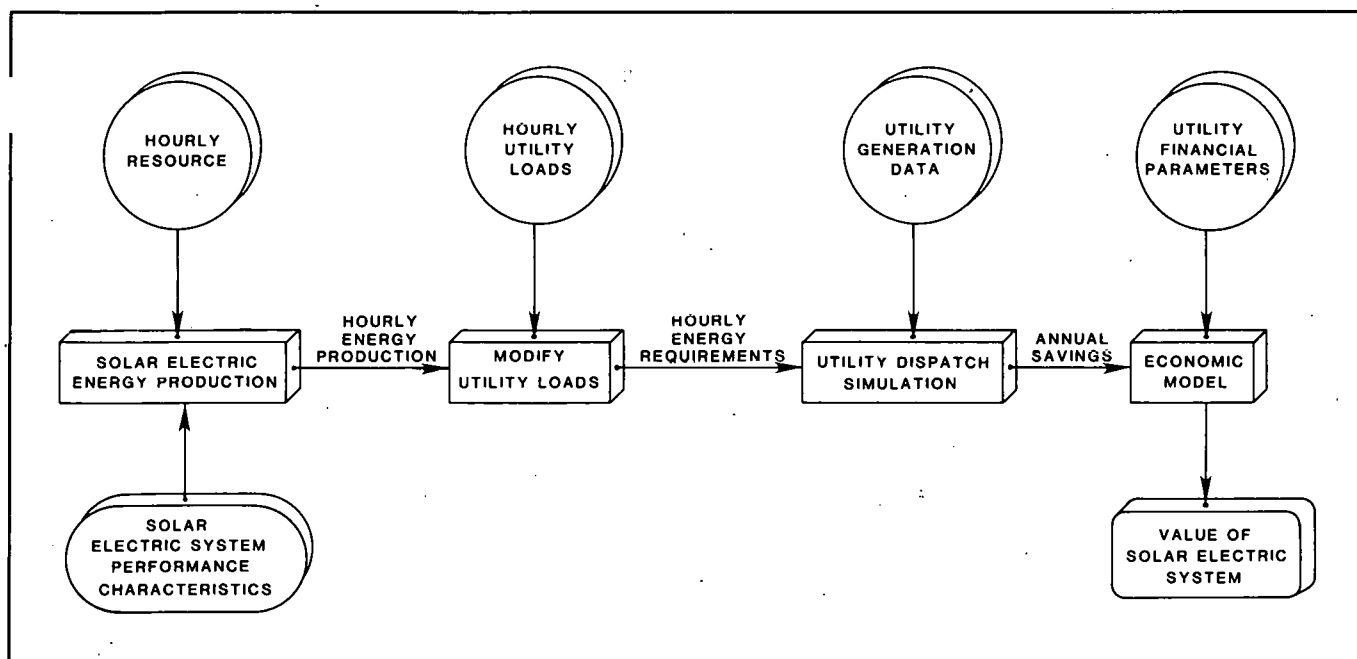 HOURLY
RESOURCE
HOURLY
UTILITY
LOADS
UTILITY
GENERATION
DATA
UTILITY
FINANCIAL
PARAMETERS
SOLAR ELECTRIC
ENERGY PRODUCTION
HOURLY
ENERGY
PRODUCTION
MODIFY
UTILITY LOADS
HOURLY
ENERGY
REQUIREMENTS
UTILITY DISPATCH
SIMULATION
ANNUAL
SAVINGS
ECONOMIC
MODEL
SOLAR
ELECTRIC SYSTEM
PERFORMANCE
CHARACTERISTICS
VALUE OF
SOLAR ELECTRIC
SYSTEM